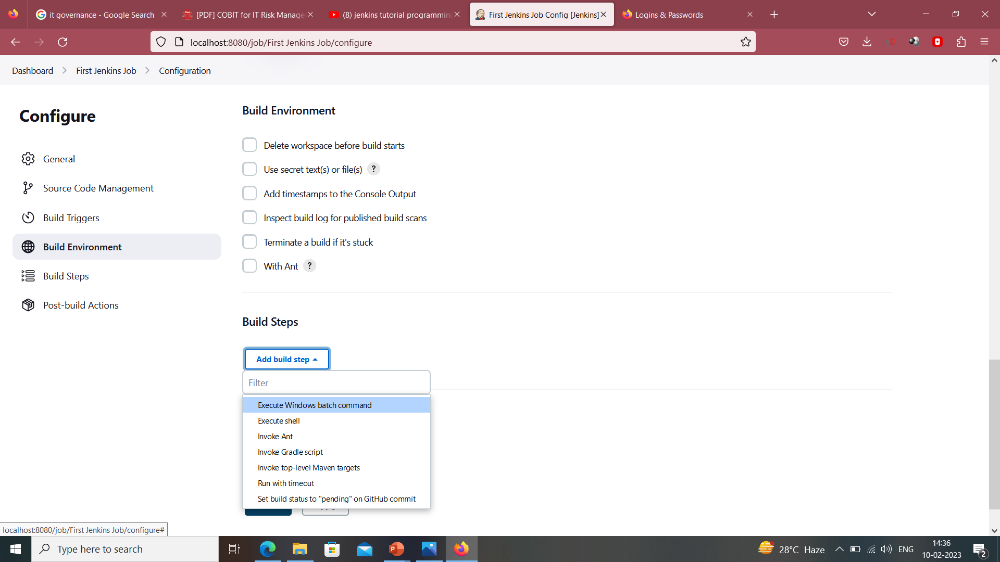 it governance - Google Search
[PDF] COBIT for IT Risk Manage
(8) jenkins tutorial programmin
First Jenkins Job Config [Jenkins]
Logins & Passwords
localhost:8080/job/First Jenkins Job/configure
Dashboard
First Jenkins Job
Configuration
Configure
General
Source Code Management
Build Triggers
Build Environment
Build Steps
Post-build Actions
Build Environment
Delete workspace before build starts
Use secret text(s) or file(s) ?
Add timestamps to the Console Output
Inspect build log for published build scans
Terminate a build if it's stuck
With Ant ?
Build Steps
Add build step
Filter
Execute Windows batch command
Execute shell
Invoke Ant
Invoke Gradle script
Invoke top-level Maven targets
Run with timeout
Set build status to "pending" on GitHub commit
localhost:8080/job/First Jenkins Job/configure#
Type here to search
28°C Haze
ENG
14:36
10-02-2023
2